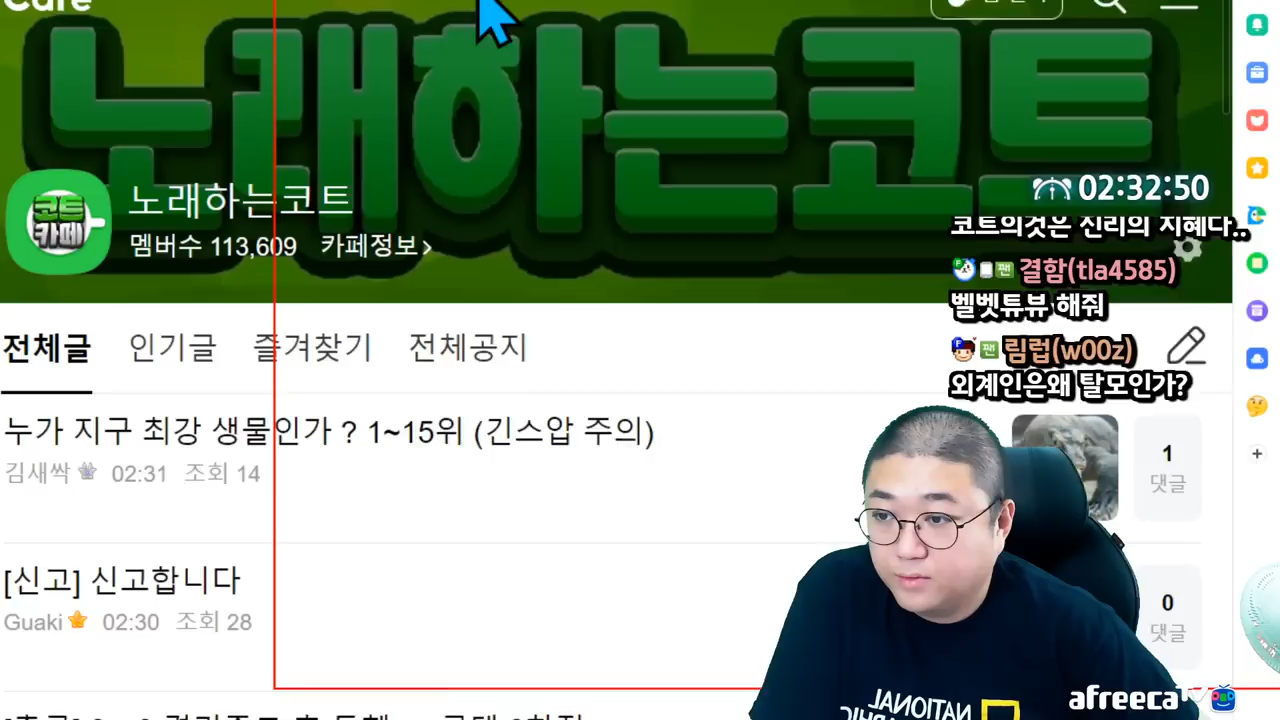 Cafe
노래하는코트
코트
카페
노래하는코트
멤버수 113,609 카페정보 >
02:32:50
코트의것은 진리의 지혜다..
팬 결함(tla4585)
벨벳튜뷰 해줘
팬 림럽(w00z)
외계인은왜 탈모인가?
전체글 인기글 즐겨찾기 전체공지
누가 지구 최강 생물인가 ? 1~15위 (긴스압 주의)
김새싹 02:31 조회 14
1
댓글
[신고] 신고합니다
Guaki 02:30 조회 28
0
댓글
NATIONAL
afreecaTV